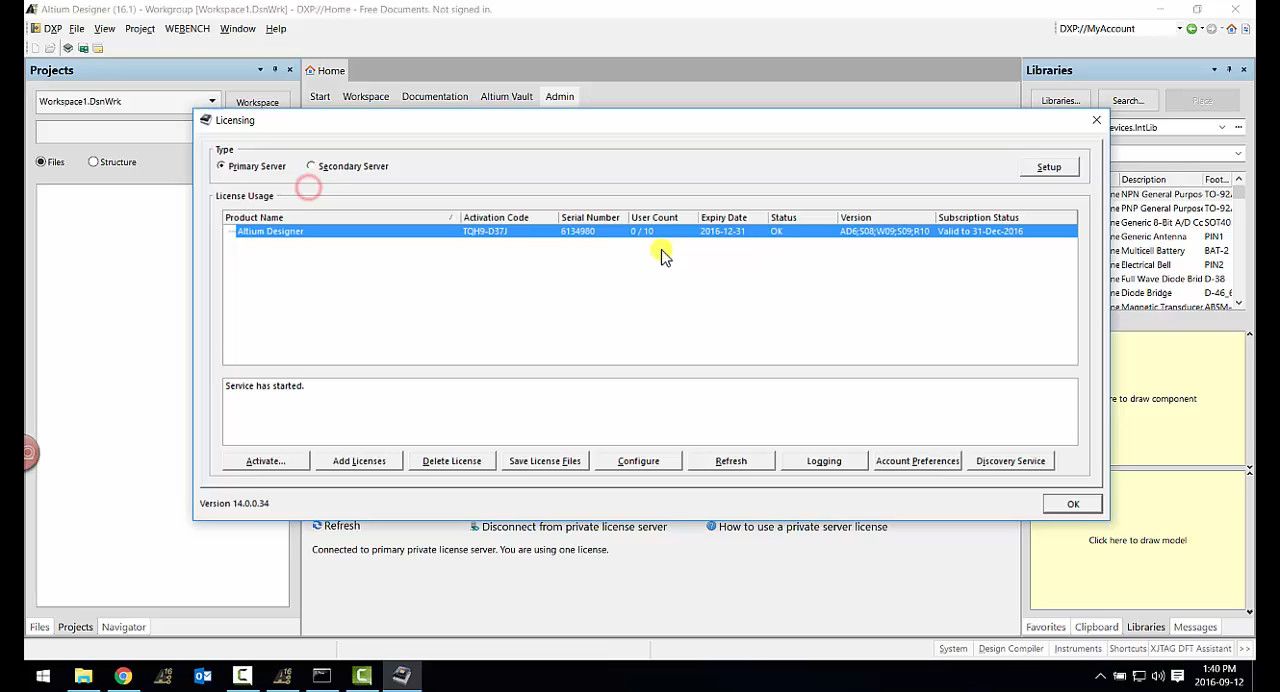 Altium Designer (16.1) - Workgroup [Workspace1.DsnWrk] - DXP://Home - Free Documents. Not signed in.
DXP File View Project WEBENCH Window Help DXP://MyAccount
Projects Home Libraries
Workspace1.DsnWrk Workspace Start Workspace Documentation Altium Vault Admin Libraries... Search... Place
Licensing
evices.IntLib
Files Structure
Type
Primary Server Secondary Server Setup
License Usage
Description Foot...
Product Name Activation Code Serial Number User Count Expiry Date Status Version Subscription Status
Altium Designer TQH9-D37J 6134980 0 / 10 2016-12-31 OK AD6;S08;W09;S09;R10 Valid to 31-Dec-2016
NPN General Purpos TO-92,
PNP General Purpos TO-92,
Generic 8-Bit A/D Cc SOT40
Generic Antenna PIN1
Multicell Battery BAT-2
Electrical Bell PIN2
Full Wave Diode Brid D-38
Diode Bridge D-46_6
Magnetic Transducer ABSM-
Service has started.
e to draw component
Activate... Add Licenses Delete License Save License Files Configure Refresh Logging Account Preferences Discovery Service
Version 14.0.0.34 OK
Refresh Disconnect from private license server How to use a private server license
Connected to primary private license server. You are using one license.
Click here to draw model
Files Projects Navigator Favorites Clipboard Libraries Messages
System Design Compiler Instruments Shortcuts XJTAG DFT Assistant >>
1:40 PM
2016-09-12